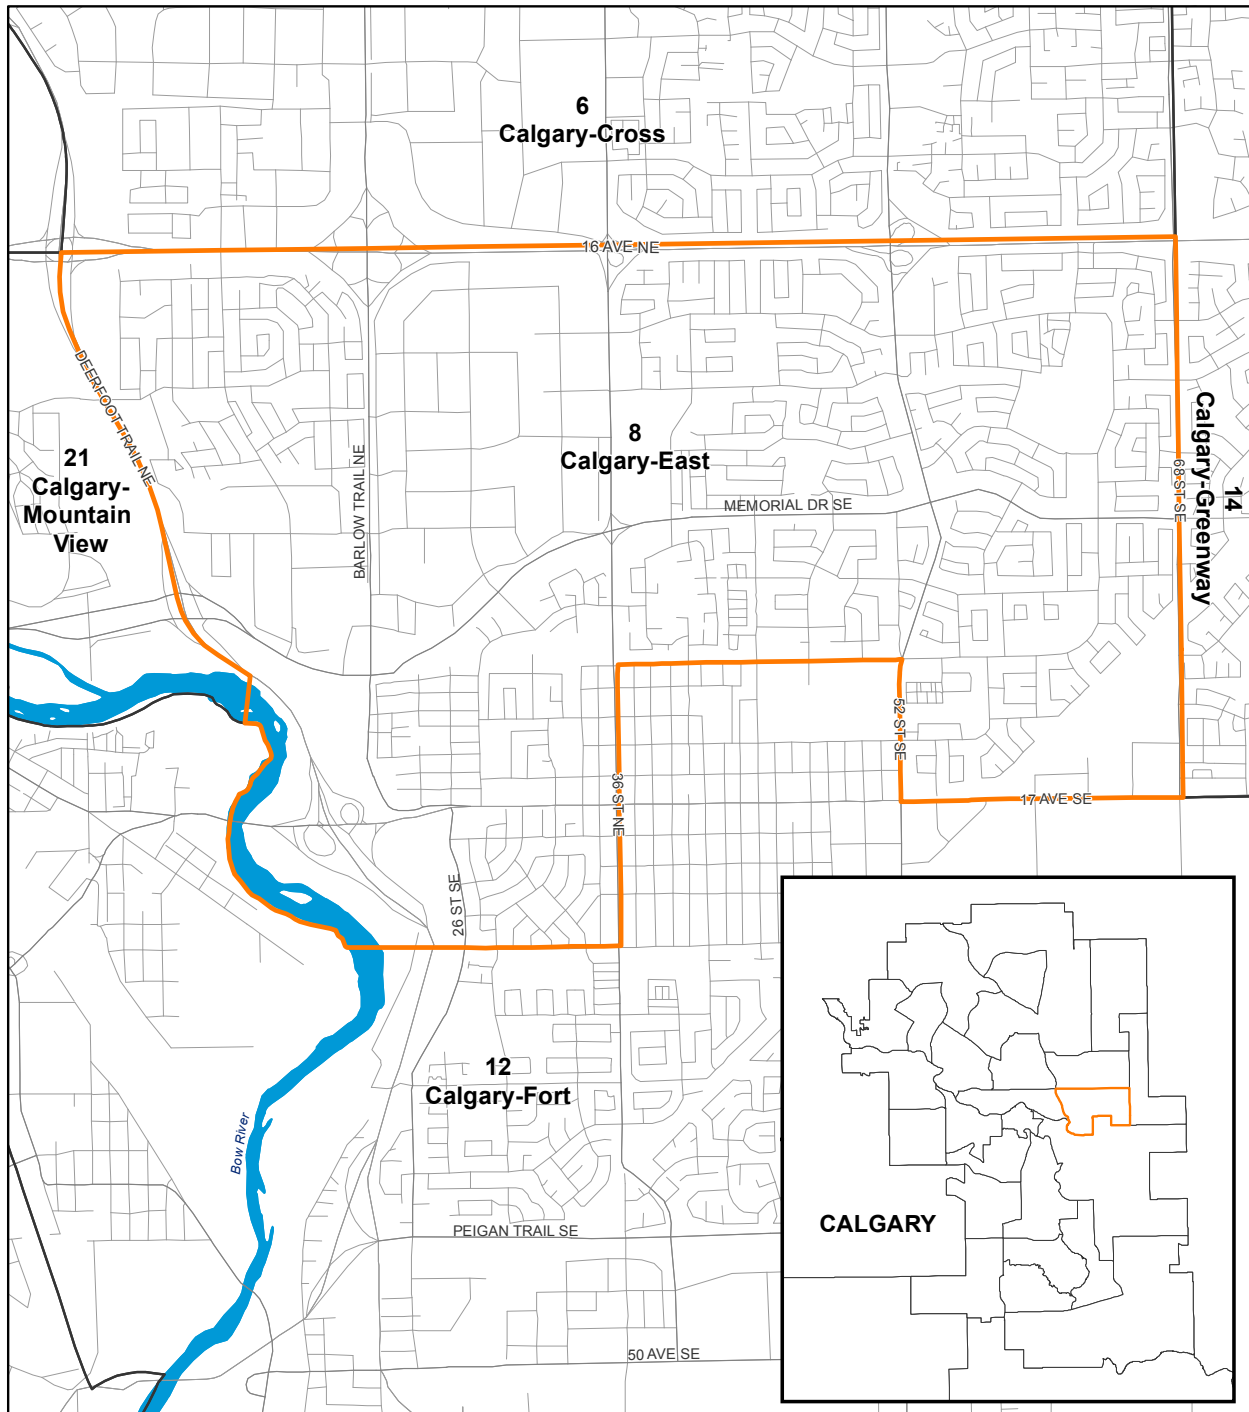 6
Calgary-Cross
16 AVE NE
DEERFOOT TRAIL NE
21
Calgary-
Mountain
View
BARLOW TRAIL NE
8
Calgary-East
MEMORIAL DR SE
68 ST SE
14
Calgary-Greenway
52 ST SE
17 AVE SE
36 ST NE
26 ST SE
12
Calgary-Fort
Bow River
PEIGAN TRAIL SE
50 AVE SE
CALGARY